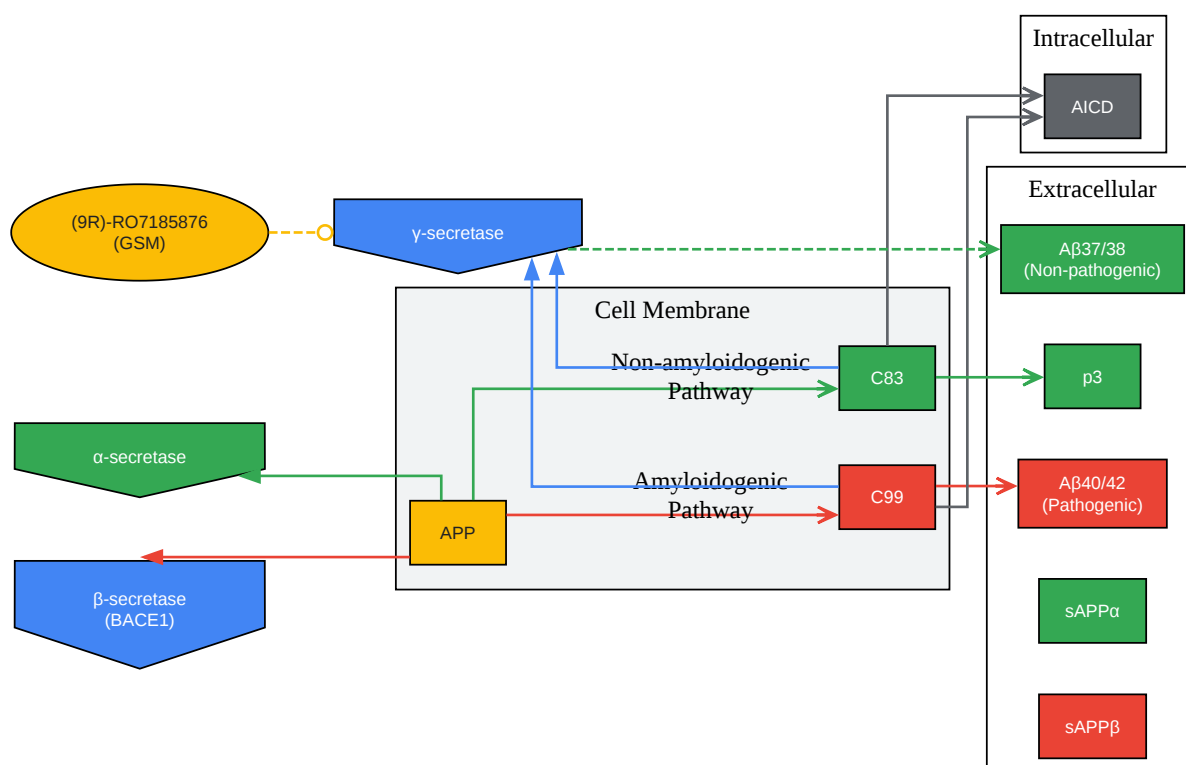 Intracellular
AICD
Extracellular
(9R)-RO7185876
(GSM)
γ-secretase
Aβ37/38
(Non-pathogenic)
Cell Membrane
Non-amyloidogenic
Pathway
C83
p3
α-secretase
Amyloidogenic
Pathway
C99
Aβ40/42
(Pathogenic)
APP
β-secretase
(BACE1)
sAPPα
sAPPβ